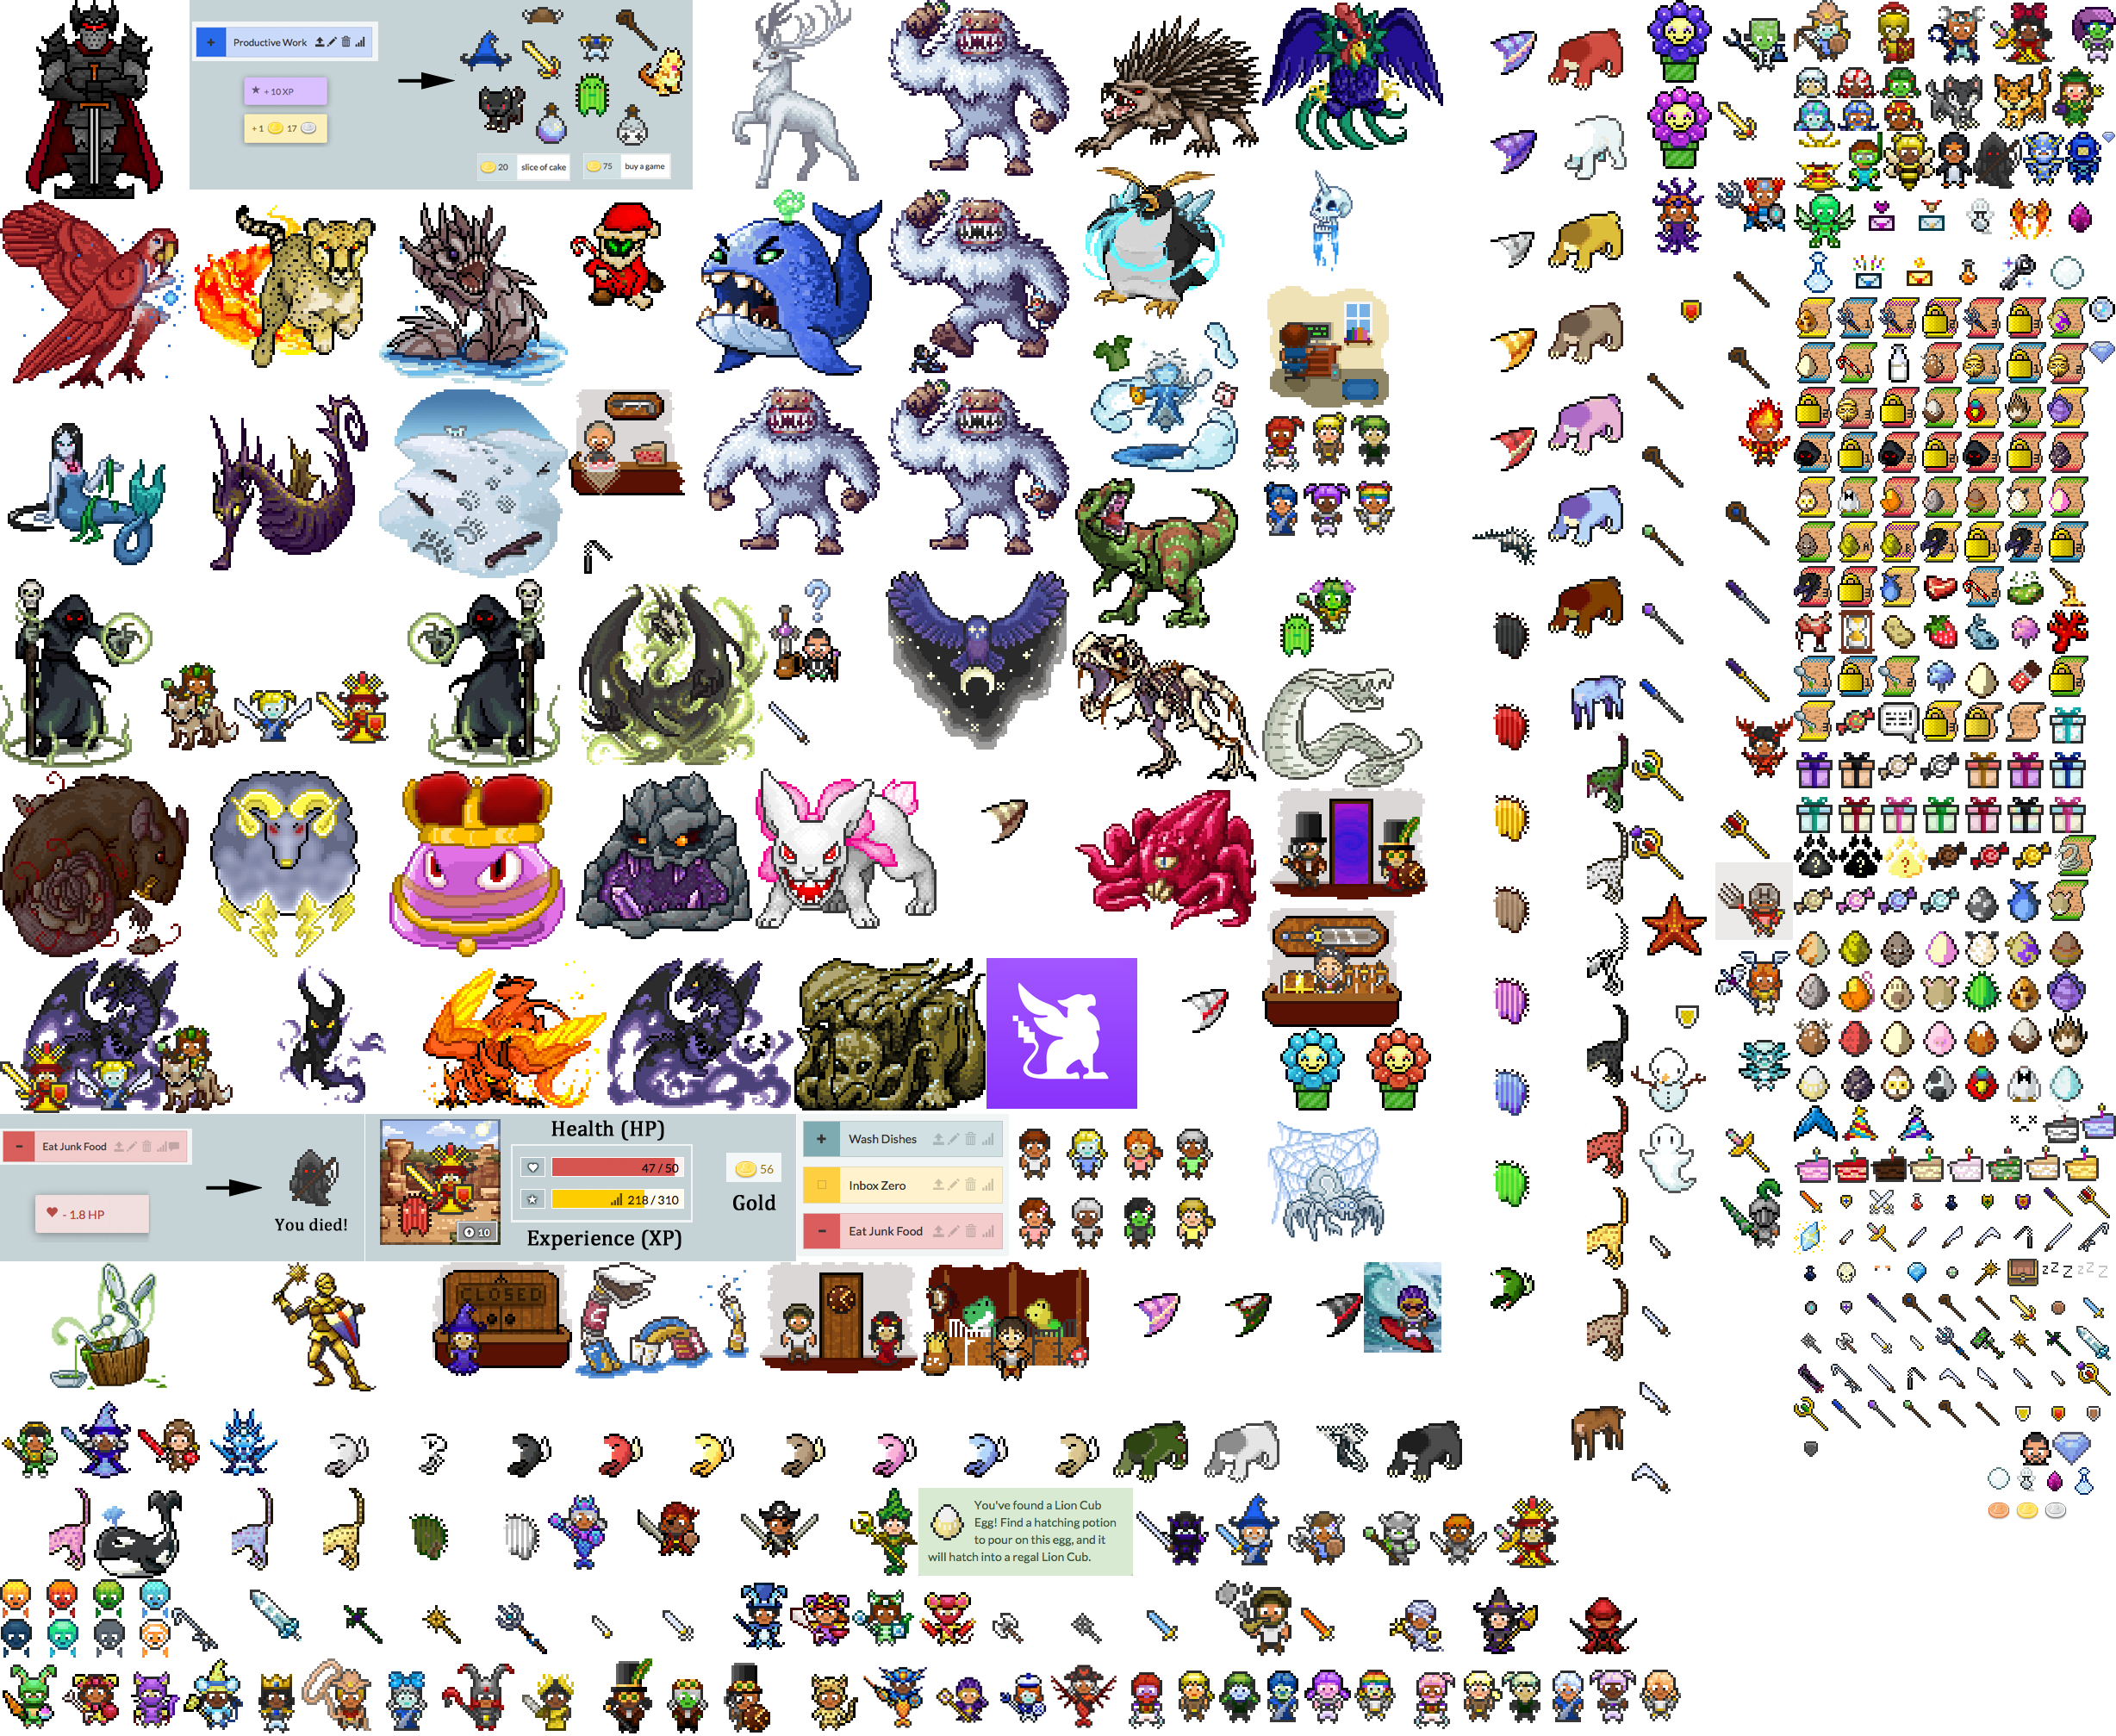 Productive Work
+ 10 XP
+ 1 17
20 slice of cake
75 buy a game
Eat Junk Food
- 1.8 HP
You died!
10
Health (HP)
47 / 50
218 / 310
Experience (XP)
56
Gold
Wash Dishes
Inbox Zero
Eat Junk Food
CLOSED
You've found a Lion Cub
Egg! Find a hatching potion
to pour on this egg, and it
will hatch into a regal Lion Cub.